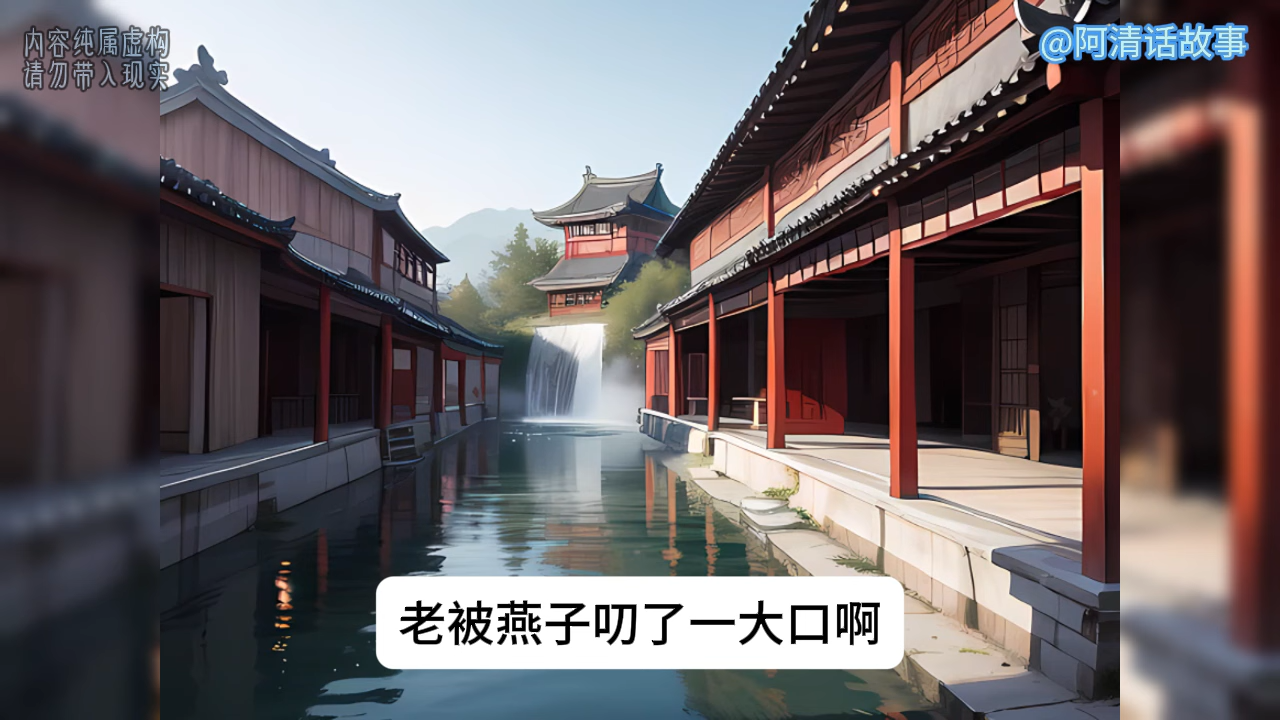 内容纯属虚构
请勿带入现实
@阿清话故事
老被燕子叨了一大口啊